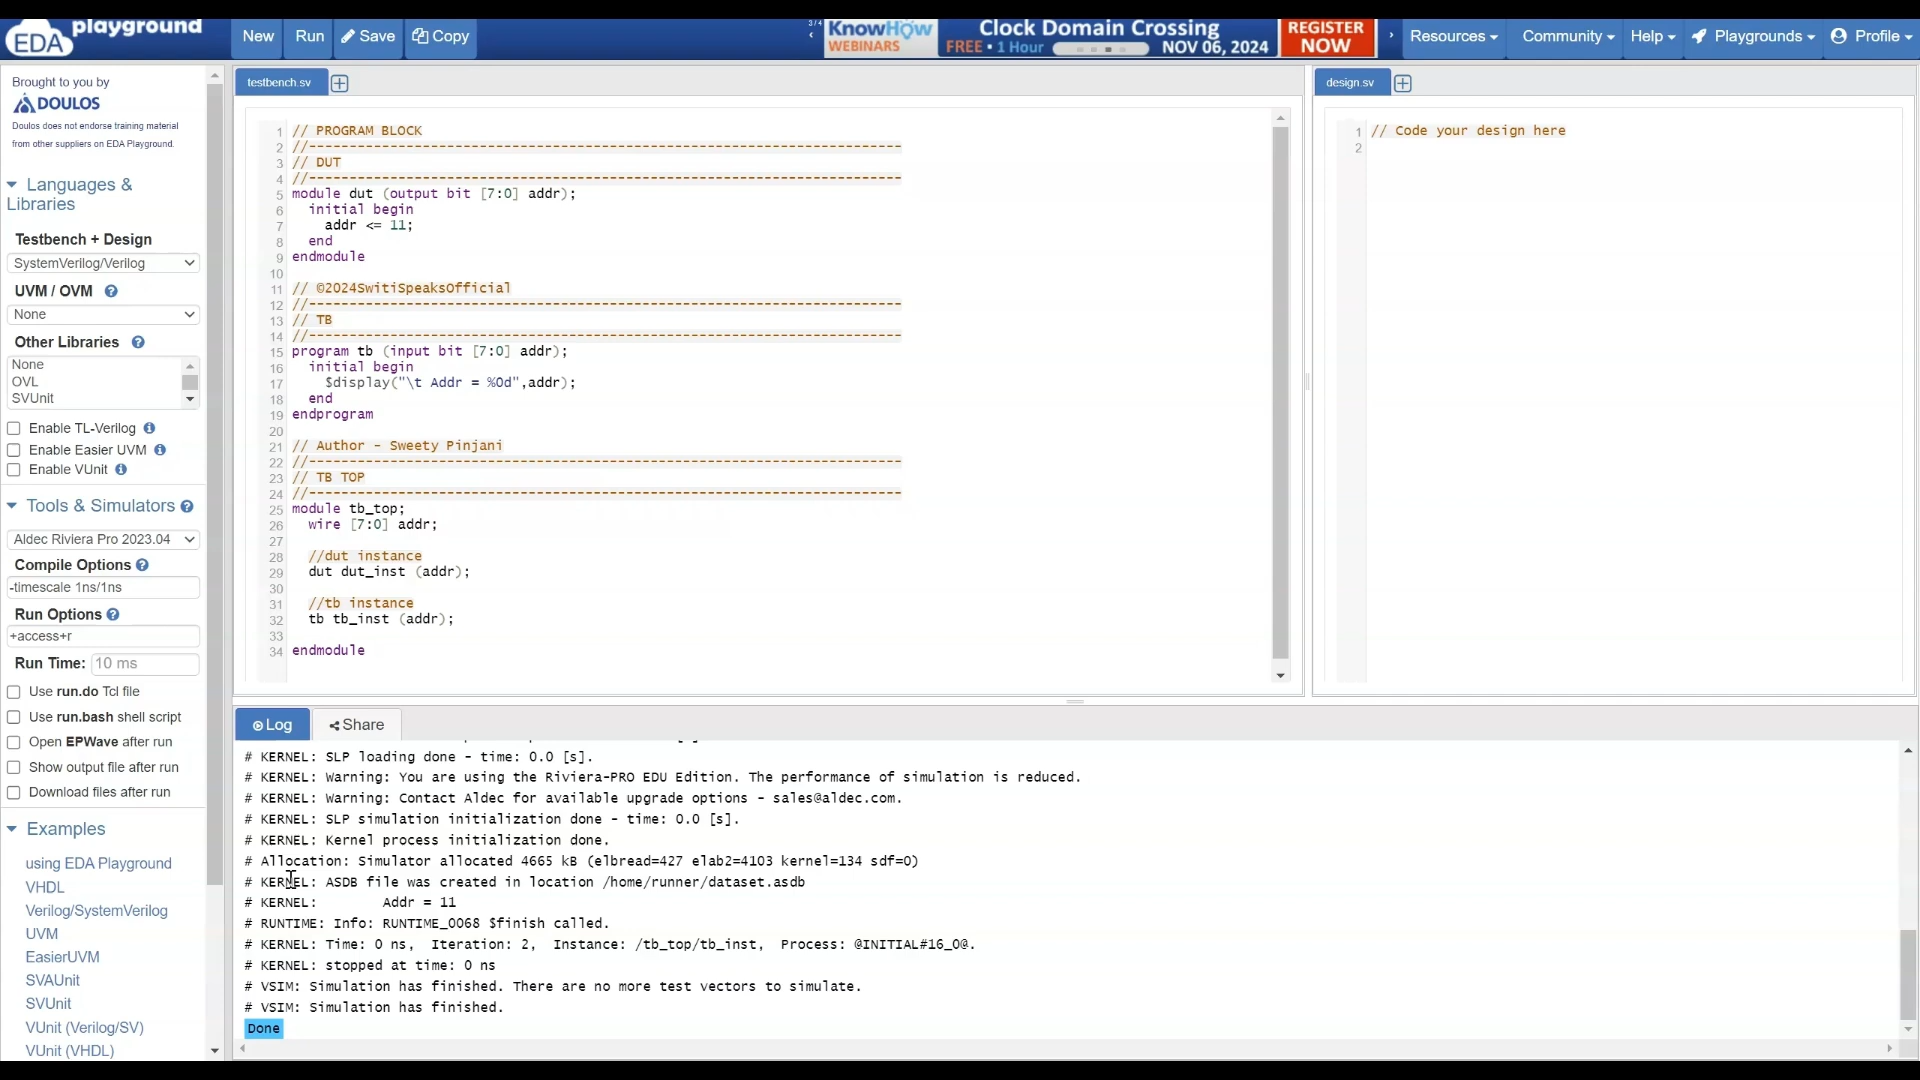 EDA playground
New Run Save Copy
3/4
KnowHow WEBINARS
Clock Domain Crossing
FREE • 1 Hour
NOV 06, 2024
REGISTER NOW
Resources Community Help Playgrounds Profile
Brought to you by
DOULOS
Doulos does not endorse training material
from other suppliers on EDA Playground.
Languages &
Libraries
Testbench + Design
SystemVerilog/Verilog
UVM / OVM
None
Other Libraries
None
OVL
SVUnit
Enable TL-Verilog
Enable Easier UVM
Enable VUnit
Tools & Simulators
Aldec Riviera Pro 2023.04
Compile Options
-timescale 1ns/1ns
Run Options
+access+r
Run Time: 10 ms
Use run.do Tcl file
Use run.bash shell script
Open EPWave after run
Show output file after run
Download files after run
Examples
using EDA Playground
VHDL
Verilog/SystemVerilog
UVM
EasierUVM
SVAUnit
SVUnit
VUnit (Verilog/SV)
VUnit (VHDL)
testbench.sv
1 // PROGRAM BLOCK
2 //-------------------------------------------------------------------------
3 // DUT
4 //-------------------------------------------------------------------------
5 module dut (output bit [7:0] addr);
6   initial begin
7     addr <= 11;
8   end
9 endmodule
10
11 // ©2024SwitiSpeaksOfficial
12 //-------------------------------------------------------------------------
13 // TB
14 //-------------------------------------------------------------------------
15 program tb (input bit [7:0] addr);
16   initial begin
17     $display("\t Addr = %0d",addr);
18   end
19 endprogram
20
21 // Author - Sweety Pinjani
22 //-------------------------------------------------------------------------
23 // TB TOP
24 //-------------------------------------------------------------------------
25 module tb_top;
26   wire [7:0] addr;
27
28   //dut instance
29   dut dut_inst (addr);
30
31   //tb instance
32   tb tb_inst (addr);
33
34 endmodule
design.sv
1 // Code your design here
2
Log Share
# KERNEL: SLP loading done - time: 0.0 [s].
# KERNEL: Warning: You are using the Riviera-PRO EDU Edition. The performance of simulation is reduced.
# KERNEL: Warning: Contact Aldec for available upgrade options - sales@aldec.com.
# KERNEL: SLP simulation initialization done - time: 0.0 [s].
# KERNEL: Kernel process initialization done.
# Allocation: Simulator allocated 4665 kB (elbread=427 elab2=4103 kernel=134 sdf=0)
# KERNEL: ASDB file was created in location /home/runner/dataset.asdb
# KERNEL:        Addr = 11
# RUNTIME: Info: RUNTIME_0068 $finish called.
# KERNEL: Time: 0 ns,  Iteration: 2,  Instance: /tb_top/tb_inst,  Process: @INITIAL#16_0@.
# KERNEL: stopped at time: 0 ns
# VSIM: Simulation has finished. There are no more test vectors to simulate.
# VSIM: Simulation has finished.
Done